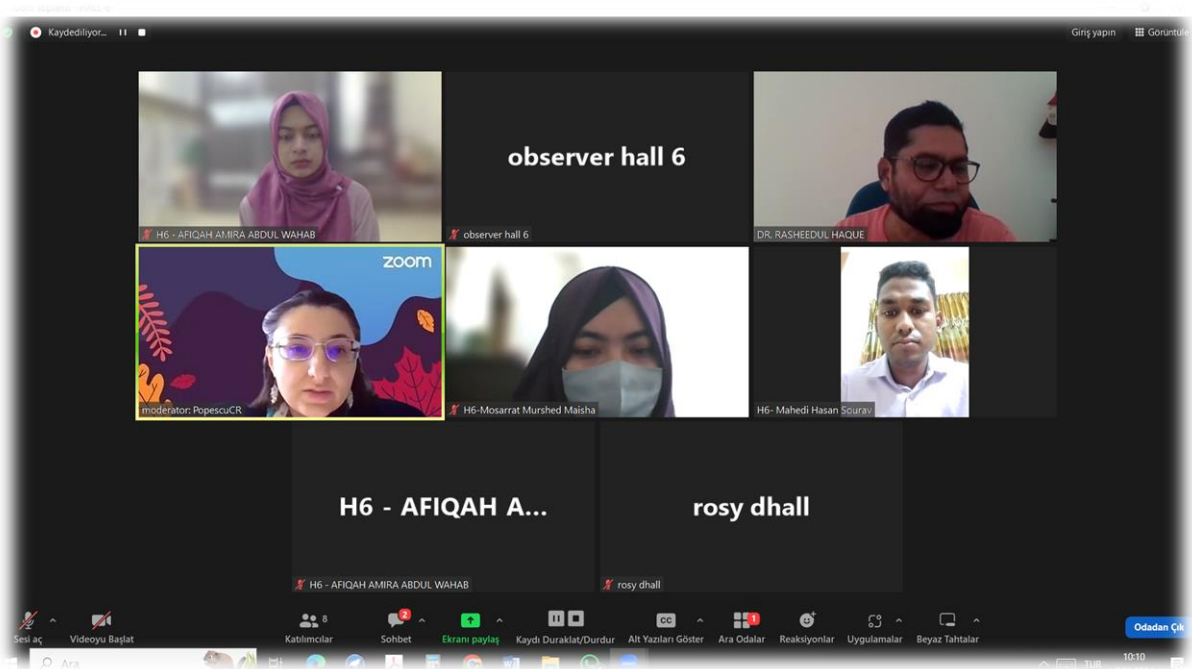 Kaydediliyor...
Giriş yapın
Görüntüle
H6 - AFIQAH AMIRA ABDUL WAHAB
observer hall 6
observer hall 6
DR. RASHEEDUL HAQUE
zoom
moderator: PopescuCR
H6-Mosarrat Murshed Maisha
H6- Mahedi Hasan Sourav
H6 - AFIQAH A...
H6 - AFIQAH AMIRA ABDUL WAHAB
rosy dhall
rosy dhall
Sesi aç
Videoyu Başlat
8
Katılımcılar
2
Sohbet
Ekranı paylaş
Kaydı Duraklat/Durdur
CC
Alt Yazıları Göster
1
Ara Odalar
Reaksiyonlar
Uygulamalar
Beyaz Tahtalar
Odadan Çık
Ara
TUR
10:10